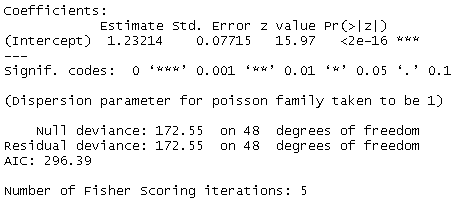 Coefficients:
            Estimate Std. Error z value Pr(>|z|)
(Intercept)  1.23214    0.07715   15.97   <2e-16 ***
---
Signif. codes:  0 ‘***’ 0.001 ‘**’ 0.01 ‘*’ 0.05 ‘.’ 0.1
(Dispersion parameter for poisson family taken to be 1)
    Null deviance: 172.55  on 48  degrees of freedom
Residual deviance: 172.55  on 48  degrees of freedom
AIC: 296.39
Number of Fisher Scoring iterations: 5